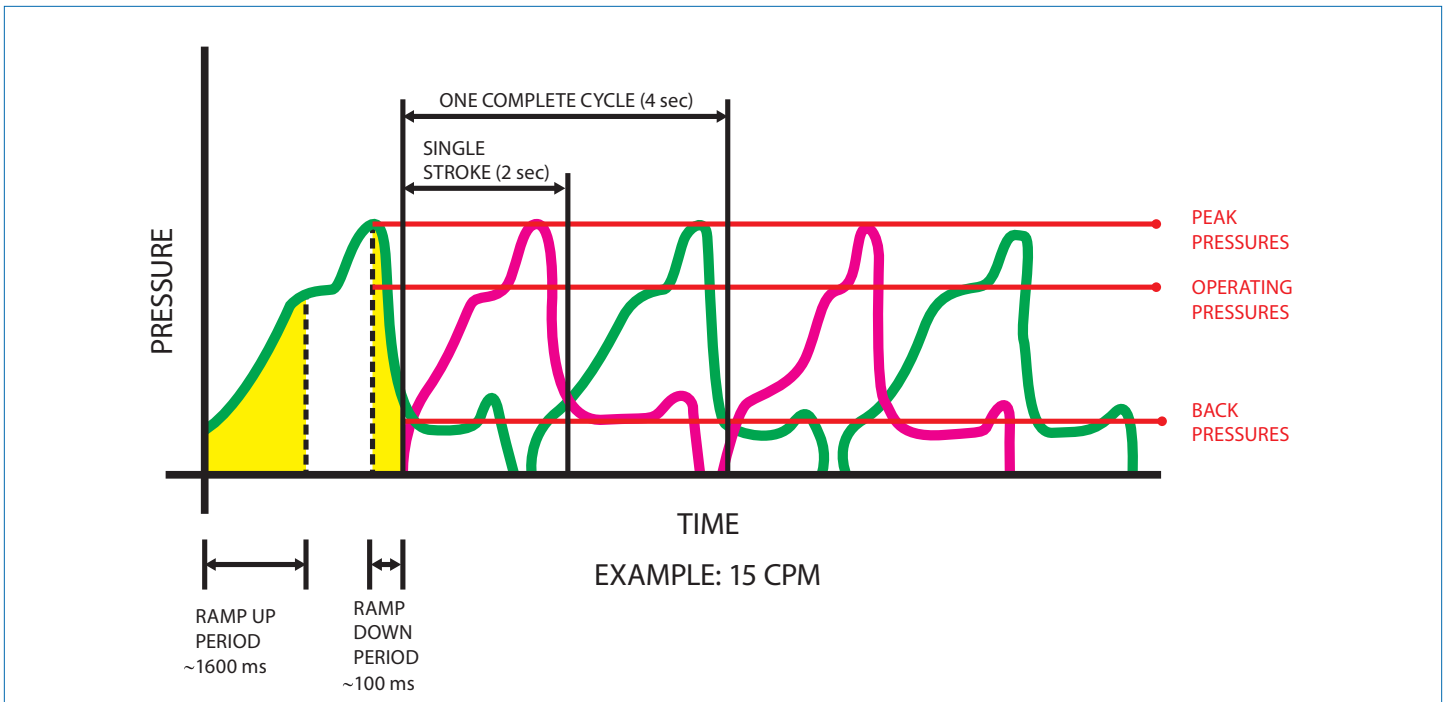 ONE COMPLETE CYCLE (4 sec)
SINGLE
STROKE (2 sec)
PRESSURE
PEAK
PRESSURES
OPERATING
PRESSURES
BACK
PRESSURES
TIME
EXAMPLE: 15 CPM
RAMP UP
PERIOD
~1600 ms
RAMP
DOWN
PERIOD
~100 ms